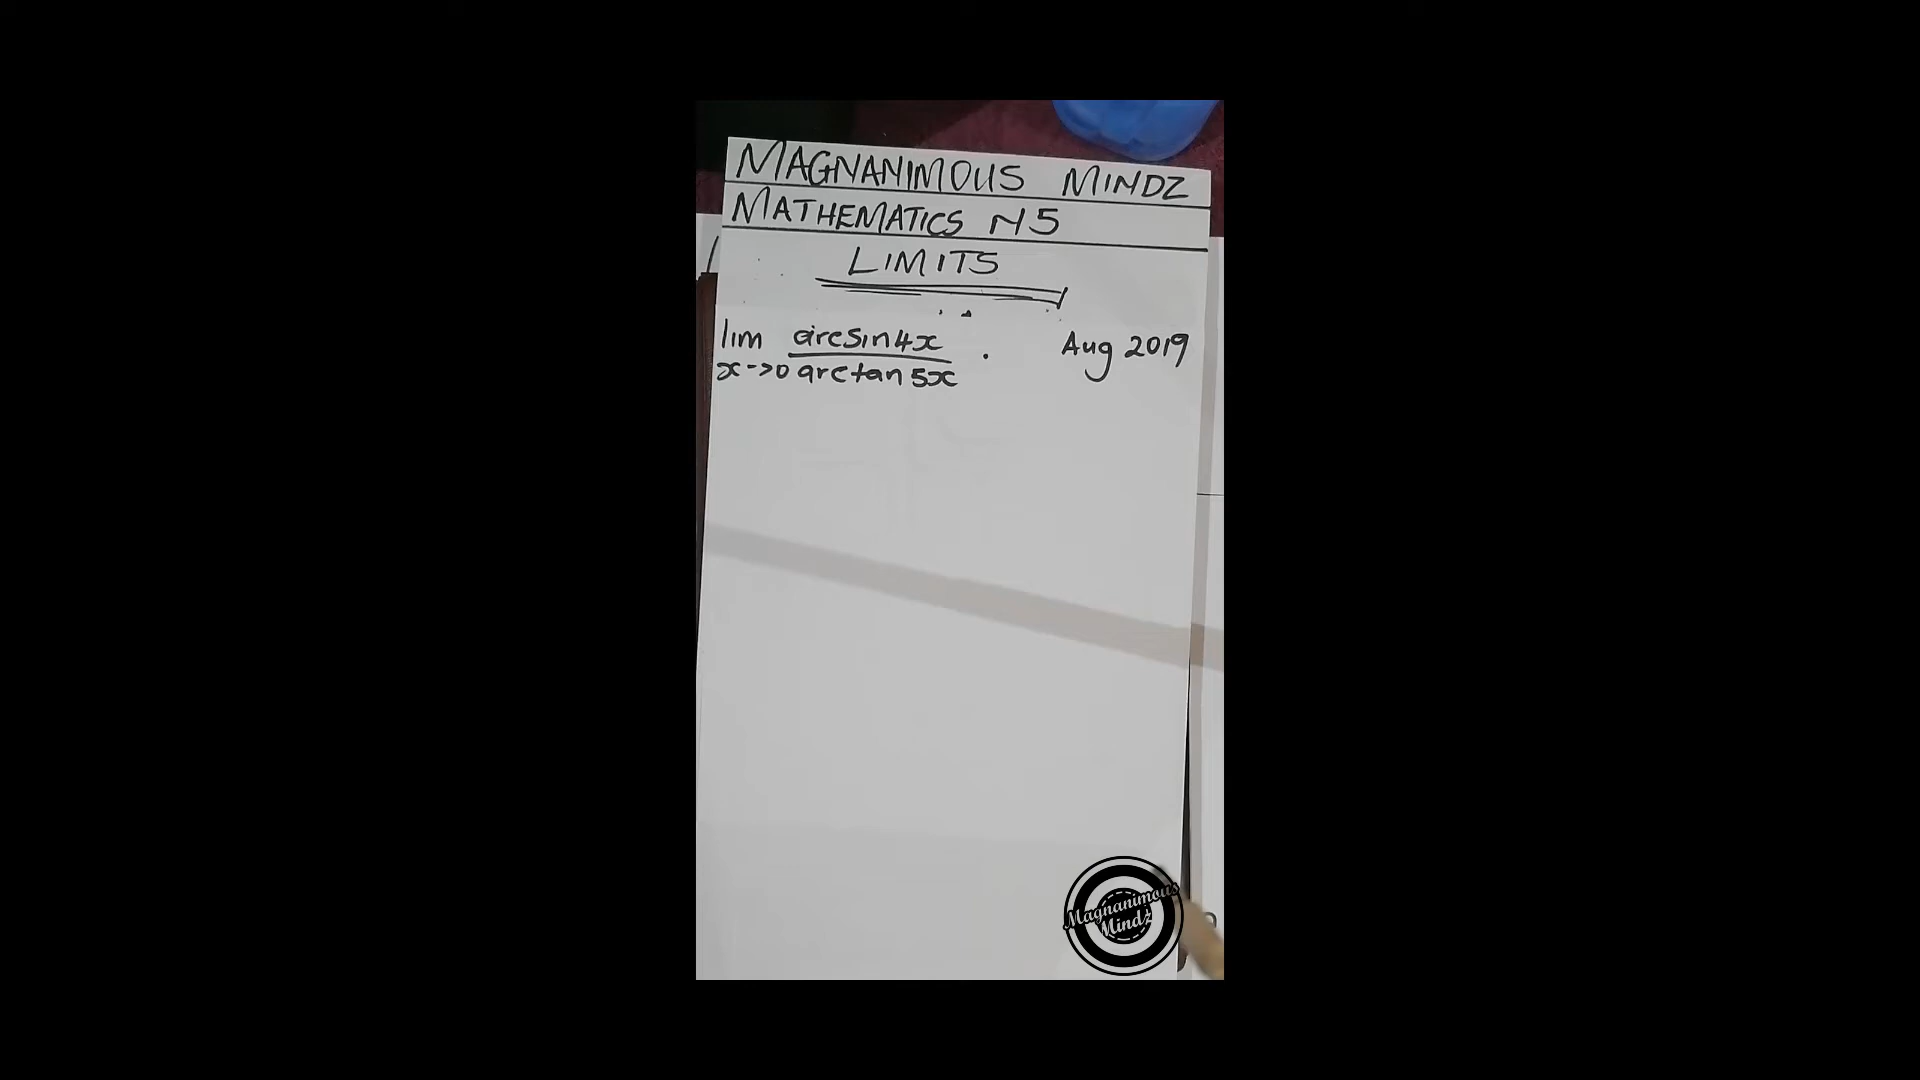 MAGNANIMOUS MINDZ
MATHEMATICS N5
LIMITS
lim arcsin4x . Aug 2019
x->0 arctan5x
Magnanimous
Mindz